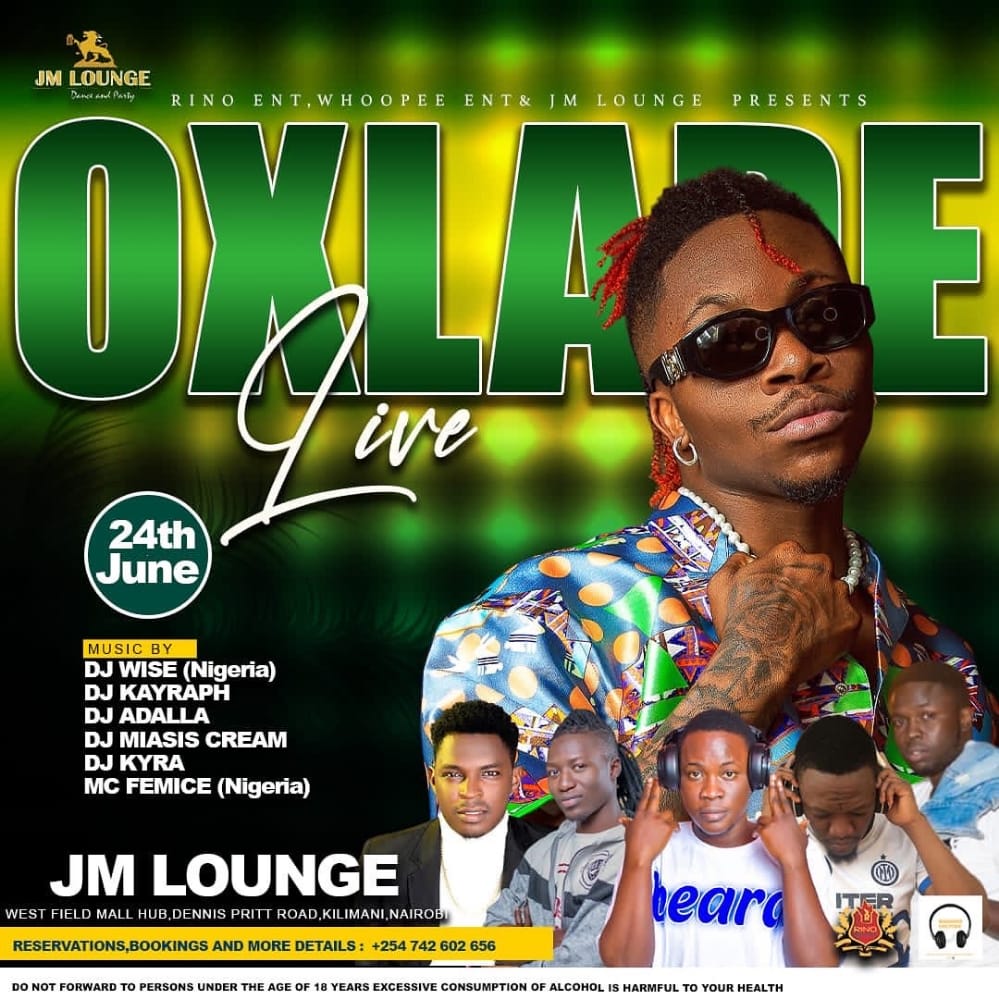 JM LOUNGE
Dance and Party
RINO ENT,WHOOPEE ENT& JM LOUNGE PRESENTS
OXLADE
Live
24th
June
MUSIC BY
DJ WISE (Nigeria)
DJ KAYRAPH
DJ ADALLA
DJ MIASIS CREAM
DJ KYRA
MC FEMICE (Nigeria)
heard
JM LOUNGE
WEST FIELD MALL HUB,DENNIS PRITT ROAD,KILIMANI,NAIROBI
RINO
RESERVATIONS,BOOKINGS AND MORE DETAILS : +254 742 602 656
DO NOT FORWARD TO PERSONS UNDER THE AGE OF 18 YEARS EXCESSIVE CONSUMPTION OF ALCOHOL IS HARMFUL TO YOUR HEALTH